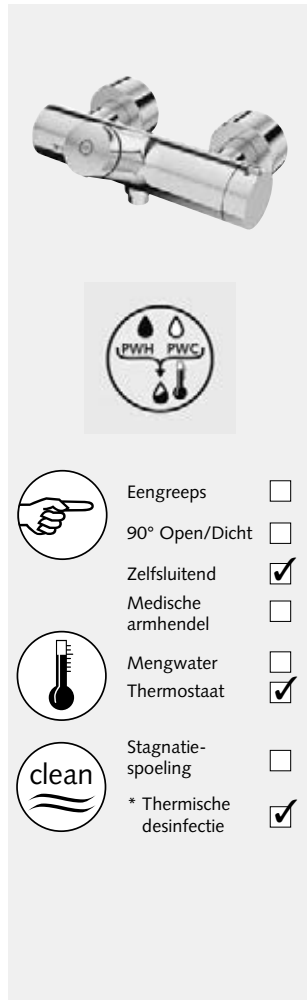 PWH PWC
Eengreeps
90° Open/Dicht
Zelfsluitend
Medische
armhendel
Mengwater
Thermostaat
clean
Stagnatie-
spoeling
* Thermische
desinfectie